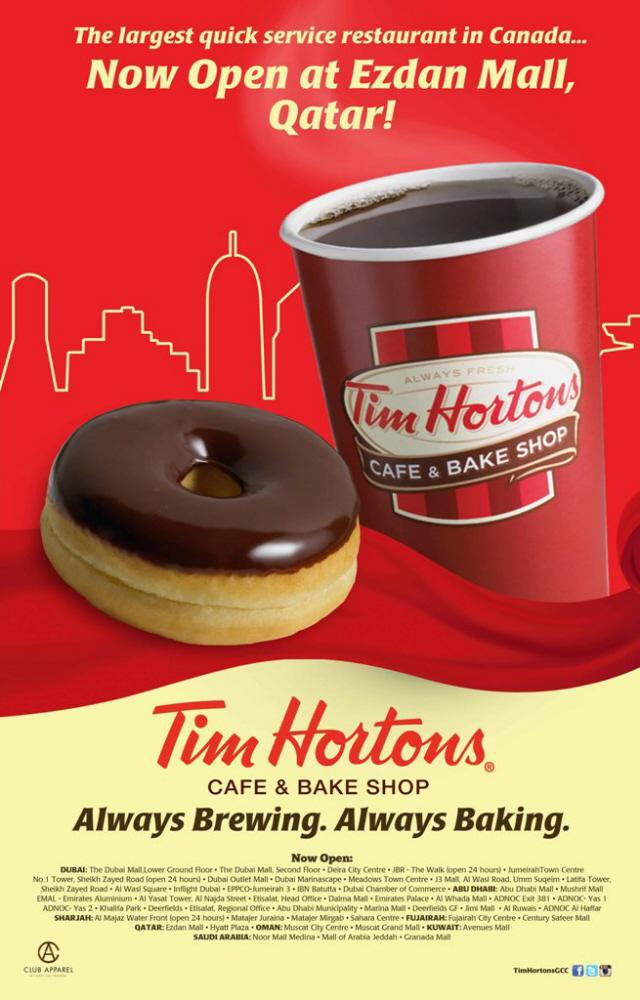 The largest quick service restaurant in Canada...
Now Open at Ezdan Mall,
Qatar!
ALWAYS FRESH
Tim Hortons
CAFE & BAKE SHOP
Tim Hortons®
CAFE & BAKE SHOP
Always Brewing. Always Baking.
Now Open:
DUBAI: The Dubai Mall,Lower Ground Floor • The Dubai Mall, Second Floor • Deira City Centre • JBR - The Walk (open 24 hours) • JumeirahTown Centre
No.1 Tower, Sheikh Zayed Road (open 24 hours) • Dubai Outlet Mall • Dubai Marinascape • Meadows Town Centre • J3 Mall, Al Wasl Road, Umm Suqeim • Latifa Tower,
Sheikh Zayed Road • Al Wasl Square • Inflight Dubai • EPPCO-Jumeirah 3 • IBN Batutta • Dubai Chamber of Commerce • ABU DHABI: Abu Dhabi Mall • Mushrif Mall
EMAL - Emirates Aluminium • Al Yasat Tower, Al Najda Street • Etisalat, Head Office • Dalma Mall • Emirates Palace • Al Whada Mall • ADNOC Exit 381 • ADNOC- Yas 1
ADNOC- Yas 2 • Khalifa Park • Deerfields • Etisalat, Regional Office • Abu Dhabi Municipality • Marina Mall • Deerfields GF • Jimi Mall • Al Ruwais • ADNOC Al Haffar
SHARJAH: Al Majaz Water Front (open 24 hours) • Matajer Juraina • Matajer Mirgab • Sahara Centre • FUJAIRAH: Fujairah City Centre • Century Safeer Mall
QATAR: Ezdan Mall • Hyatt Plaza • OMAN: Muscat City Centre • Muscat Grand Mall • KUWAIT: Avenues Mall
SAUDI ARABIA: Noor Mall Medina • Mall of Arabia Jeddah • Granada Mall
CLUB APPAREL
TimHortonsGCC